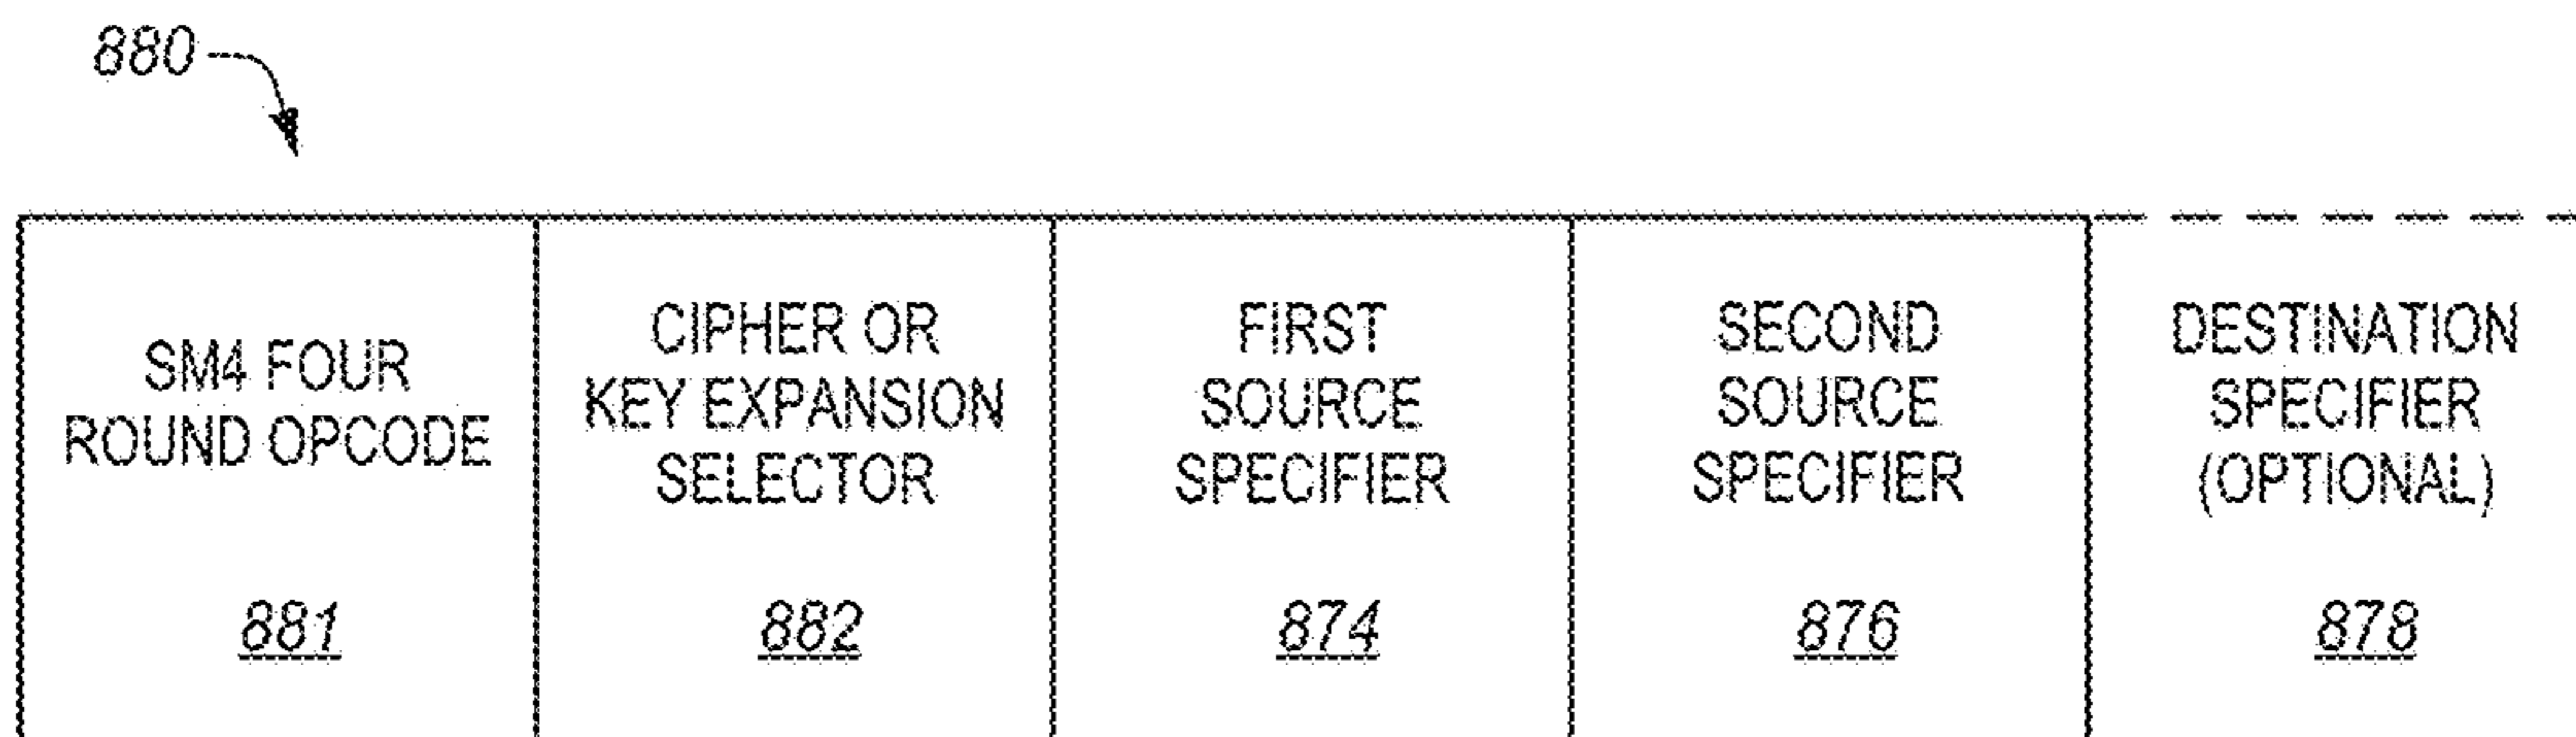 880
SM4 FOUR
ROUND OPCODE
881
CIPHER OR
KEY EXPANSION
SELECTOR
882
FIRST
SOURCE
SPECIFIER
874
SECOND
SOURCE
SPECIFIER
876
DESTINATION
SPECIFIER
(OPTIONAL)
878